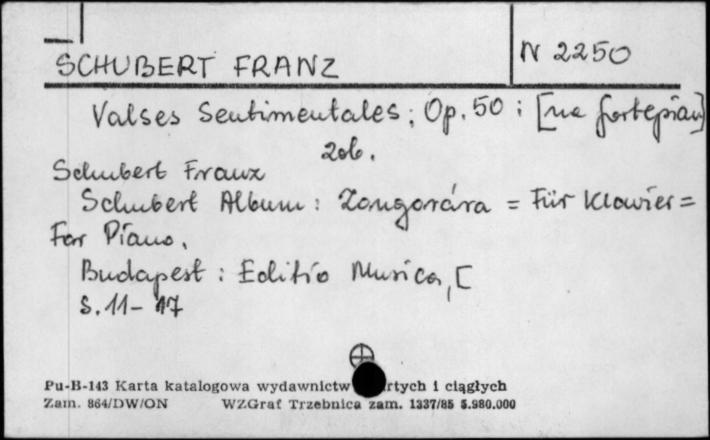 SCHUBERT FRANZ
N 2250
Valses Sentimentales; Op. 50; [na fortepian]
zob.
Schubert Franz
Schubert Album: Zongorára = Für Klavier =
For Piano.
Budapest: Editio Musica, [
S. 11-17
Pu-B-143 Karta katalogowa wydawnictw rtych i ciągłych
Zam. 864/DW/ON WZGraf Trzebnica zam. 1337/85 5.980.000